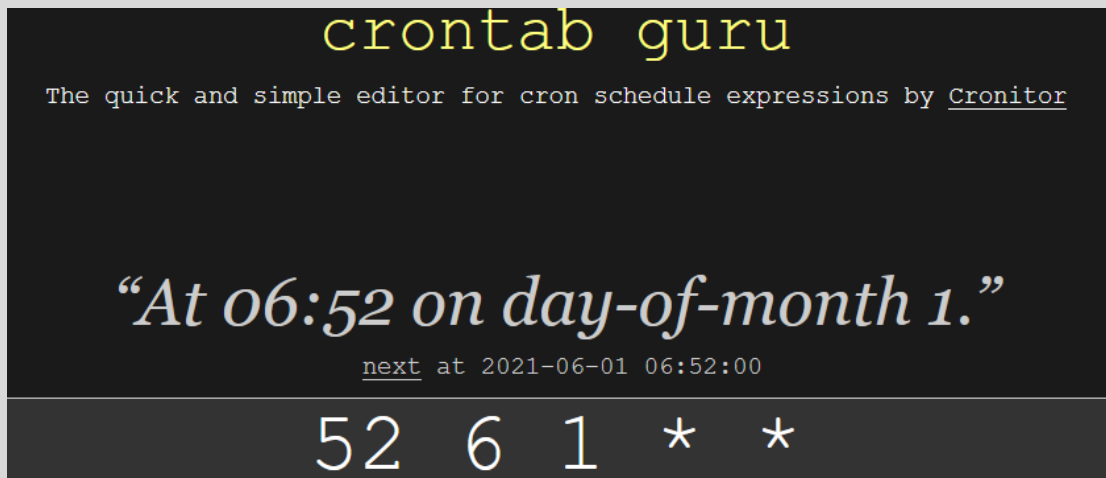 crontab guru
The quick and simple editor for cron schedule expressions by Cronitor
“At 06:52 on day-of-month 1.”
next at 2021-06-01 06:52:00
52 6 1 * *